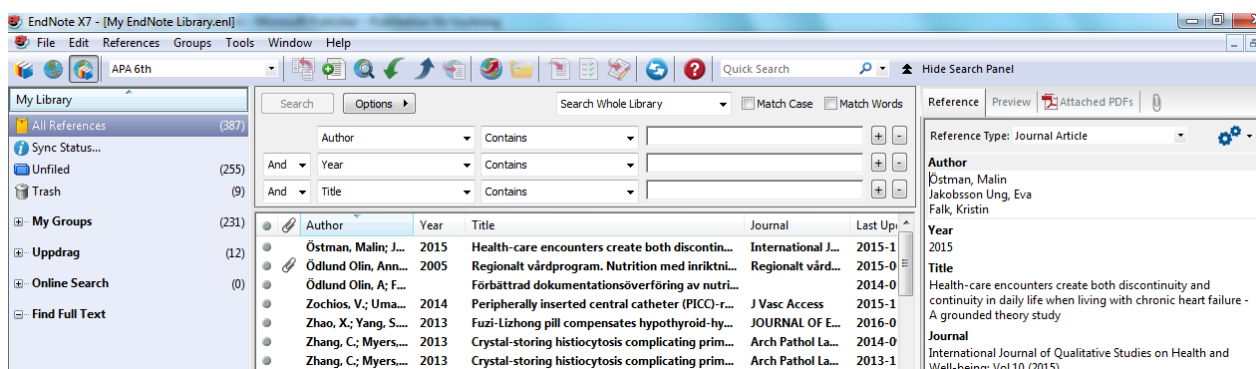 EndNote X7 - [My EndNote Library.enl]
File Edit References Groups Tools Window Help
APA 6th
Quick Search
Hide Search Panel
My Library
All References (387)
Sync Status...
Unfiled (255)
Trash (9)
My Groups (231)
Uppdrag (12)
Online Search (0)
Find Full Text
Search Options Search Whole Library Match Case Match Words
Author Contains + -
And Year Contains + -
And Title Contains + -
Author Year Title Journal Last Up
Östman, Malin; J... 2015 Health-care encounters create both discontin... International J... 2015-1
Ödlund Olin, Ann... 2005 Regionalt vårdprogram. Nutrition med inriktni... Regionalt vård... 2015-0
Ödlund Olin, A; F... Förbättrad dokumentationsöverföring av nutri... 2014-0
Zochios, V.; Uma... 2014 Peripherally inserted central catheter (PICC)-r... J Vasc Access 2015-1
Zhao, X.; Yang, S.... 2013 Fuzi-Lizhong pill compensates hypothyroid-hy... JOURNAL OF E... 2016-0
Zhang, C.; Myers,... 2013 Crystal-storing histiocytosis complicating prim... Arch Pathol La... 2014-0
Zhang, C.; Myers,... 2013 Crystal-storing histiocytosis complicating prim... Arch Pathol La... 2013-1
Reference Preview Attached PDFs
Reference Type: Journal Article
Author
Östman, Malin
Jakobsson Ung, Eva
Falk, Kristin
Year
2015
Title
Health-care encounters create both discontinuity and
continuity in daily life when living with chronic heart failure -
A grounded theory study
Journal
International Journal of Qualitative Studies on Health and
Well-being; Vol 10 (2015)